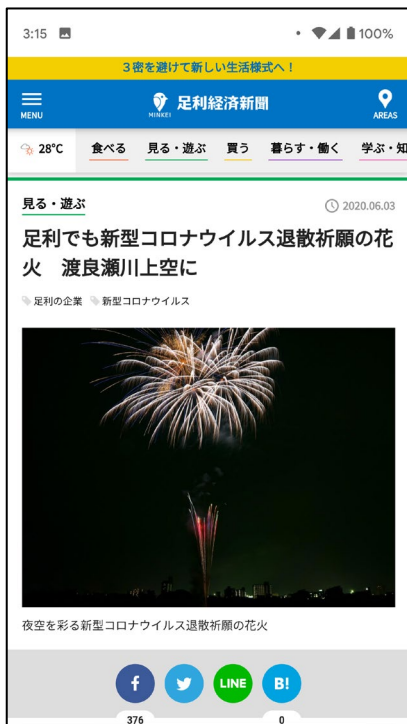 3:15 100%
3密を避けて新しい生活様式へ！
MENU MINKEI 足利経済新聞 AREAS
28°C 食べる 見る・遊ぶ 買う 暮らす・働く 学ぶ・知
見る・遊ぶ 2020.06.03
足利でも新型コロナウイルス退散祈願の花
火　渡良瀬川上空に
足利の企業 新型コロナウイルス
夜空を彩る新型コロナウイルス退散祈願の花火
f LINE B!
376 0